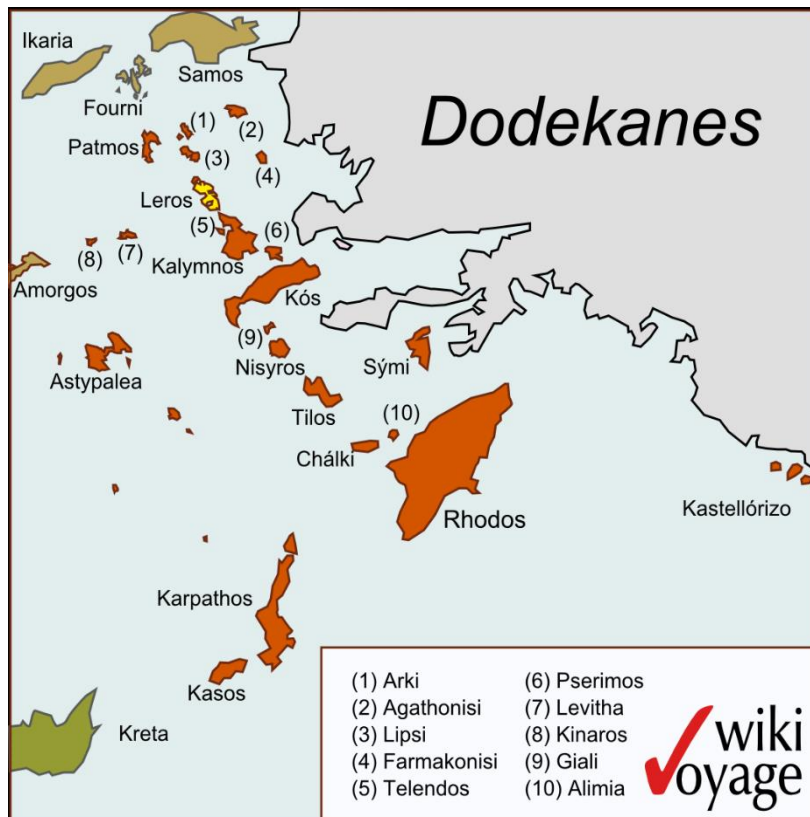 Ikaria
Samos
Dodekanes
Fourni
(1)
(2)
Patmos
(3)
(4)
Leros
(5)
(6)
(7)
(8)
Kalymnos
Amorgos
Kós
(9)
Nisyros
Sými
Astypalea
Tilos
(10)
Chálki
Rhodos
Kastellórizo
Karpathos
Kasos
Kreta
(1) Arki
(2) Agathonisi
(3) Lipsi
(4) Farmakonisi
(5) Telendos
(6) Pserimos
(7) Levitha
(8) Kinaros
(9) Giali
(10) Alimia
wiki
voyage